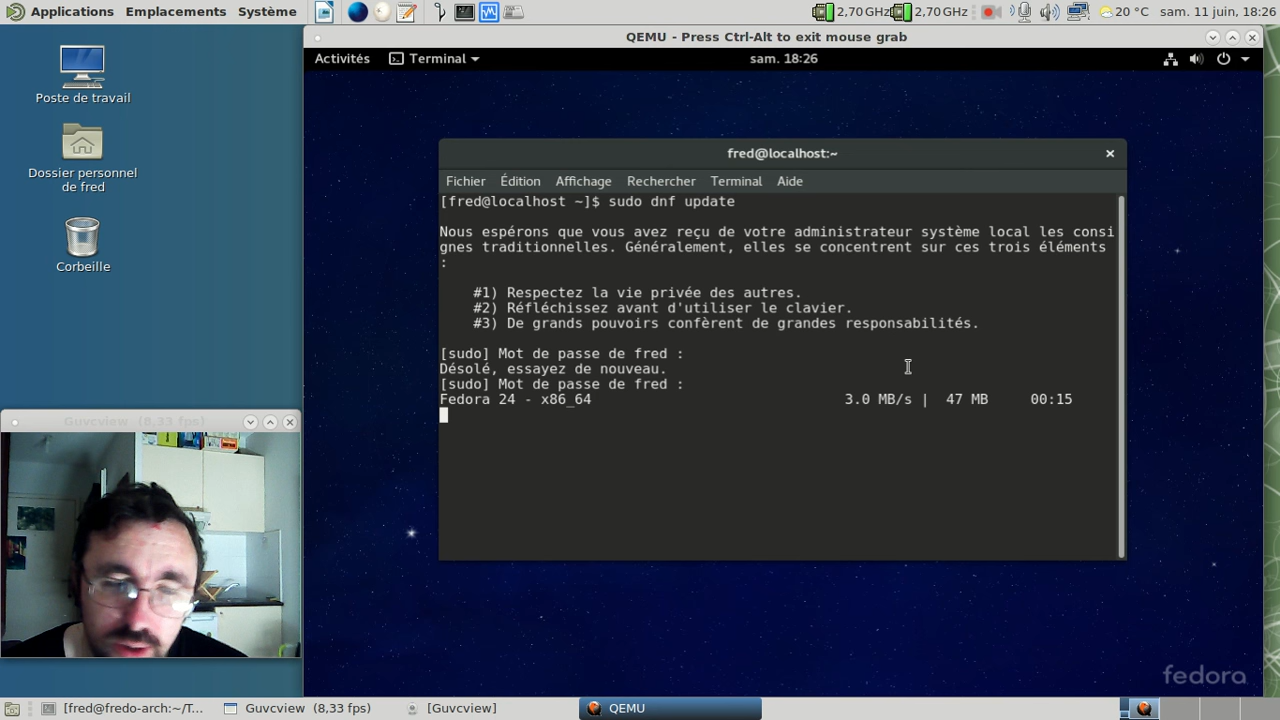 Applications Emplacements Système 2,70 GHz 2,70 GHz 20 °C sam. 11 juin, 18:26
Poste de travail
Dossier personnel
de fred
Corbeille
QEMU - Press Ctrl-Alt to exit mouse grab
Activités Terminal sam. 18:26
fred@localhost:~
Fichier Édition Affichage Rechercher Terminal Aide
[fred@localhost ~]$ sudo dnf update
Nous espérons que vous avez reçu de votre administrateur système local les consi
gnes traditionnelles. Généralement, elles se concentrent sur ces trois éléments
:
#1) Respectez la vie privée des autres.
#2) Réfléchissez avant d'utiliser le clavier.
#3) De grands pouvoirs confèrent de grandes responsabilités.
[sudo] Mot de passe de fred :
Désolé, essayez de nouveau.
[sudo] Mot de passe de fred :
Fedora 24 - x86_64 3.0 MB/s | 47 MB 00:15
Guvcview (8,33 fps)
fedora
[fred@fredo-arch:~/T... Guvcview (8,33 fps) [Guvcview] QEMU